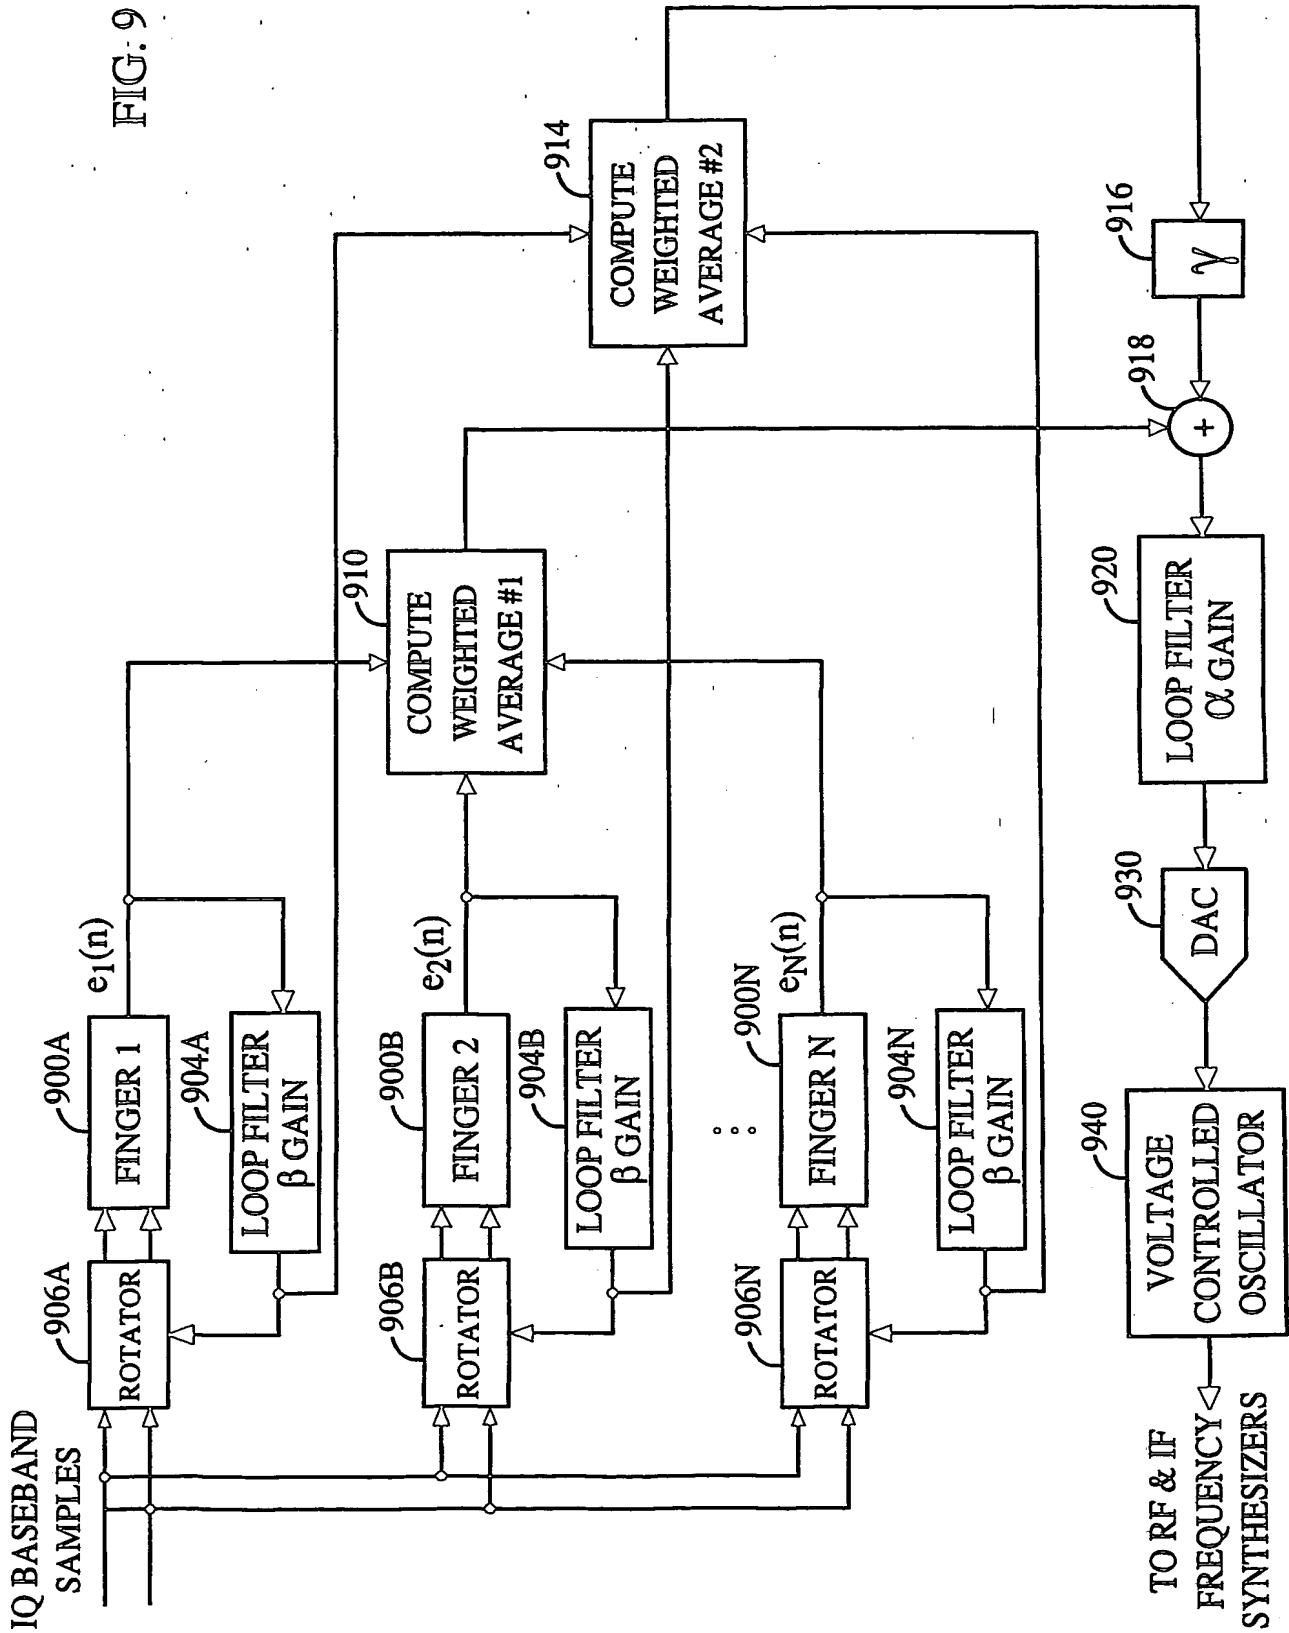 FIG. 9
IQ BASEBAND
SAMPLES
906A
ROTATOR
900A
FINGER 1
e1(n)
904A
LOOP FILTER
β GAIN
906B
ROTATOR
900B
FINGER 2
e2(n)
904B
LOOP FILTER
β GAIN
906N
ROTATOR
900N
FINGER N
eN(n)
904N
LOOP FILTER
β GAIN
910
COMPUTE
WEIGHTED
AVERAGE #1
914
COMPUTE
WEIGHTED
AVERAGE #2
916
γ
918
+
920
LOOP FILTER
α GAIN
930
DAC
940
VOLTAGE
CONTROLLED
OSCILLATOR
TO RF & IF
FREQUENCY
SYNTHESIZERS